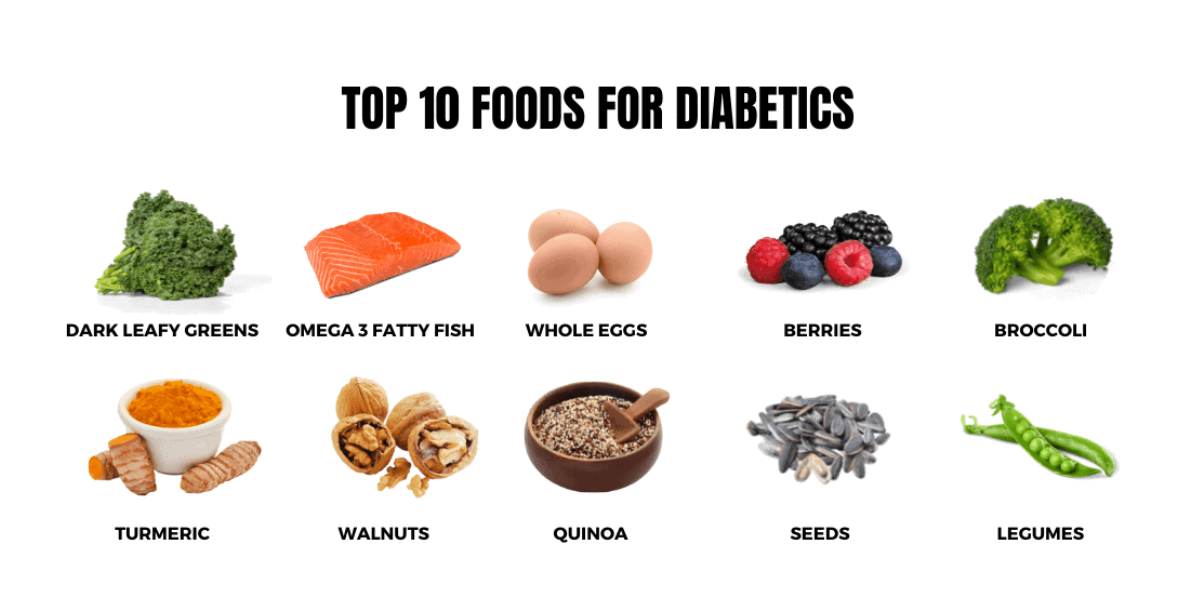 TOP 10 FOODS FOR DIABETICS
DARK LEAFY GREENS
OMEGA 3 FATTY FISH
WHOLE EGGS
BERRIES
BROCCOLI
TURMERIC
WALNUTS
QUINOA
SEEDS
LEGUMES